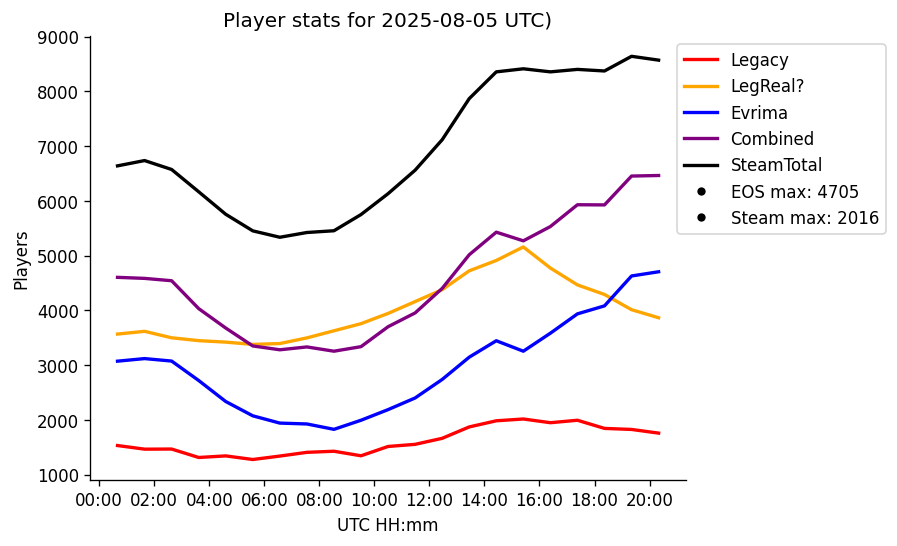 Player stats for 2025-08-05 UTC)
9000
8000
7000
6000
5000
4000
3000
2000
1000
Players
00:00 02:00 04:00 06:00 08:00 10:00 12:00 14:00 16:00 18:00 20:00
UTC HH:mm
Legacy
LegReal?
Evrima
Combined
SteamTotal
EOS max: 4705
Steam max: 2016